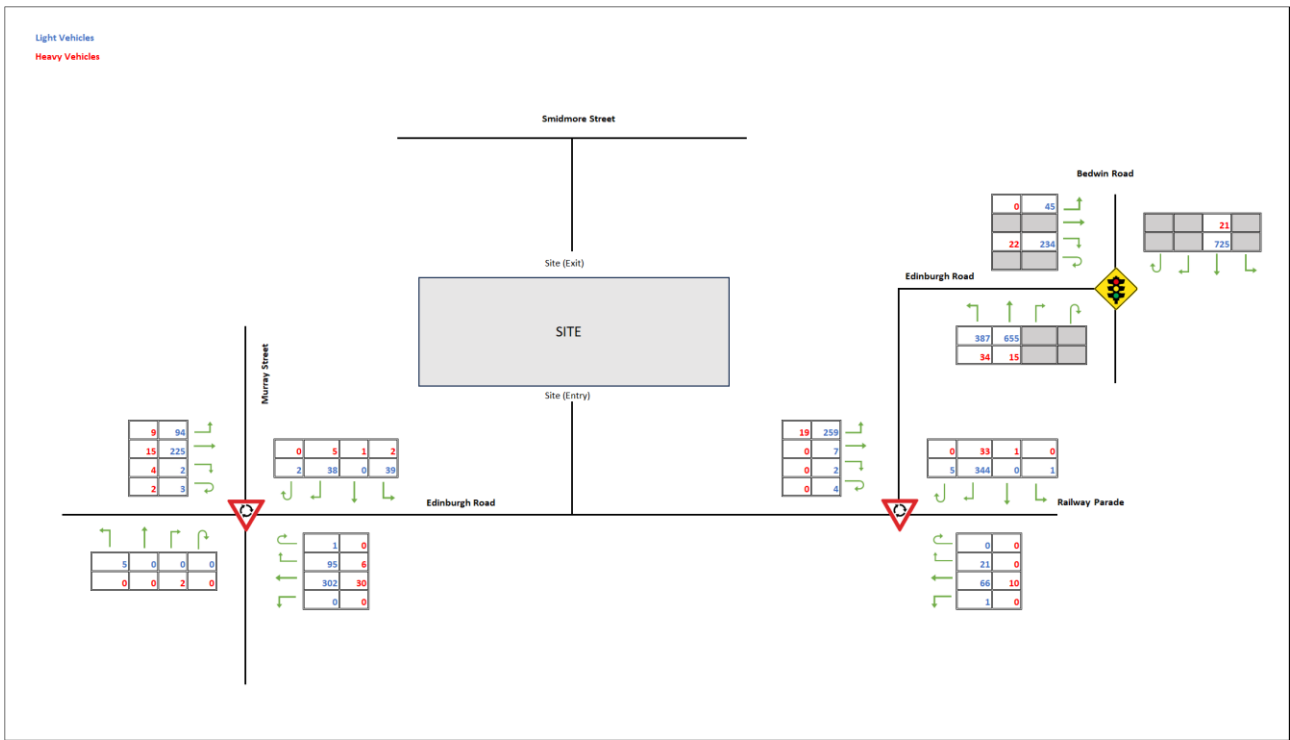 Light Vehicles
Heavy Vehicles
Smidmore Street
Bedwin Road
0 45
22 234
21
725
Site (Exit)
Edinburgh Road
SITE
387 655
34 15
Murray Street
Site (Entry)
9 94
15 225
4 2
2 3
0 5 1 2
2 38 0 39
19 259
0 7
0 2
0 4
0 33 1 0
5 344 0 1
Edinburgh Road
Railway Parade
5 0 0 0
0 0 2 0
1 0
95 6
302 30
0 0
0 0
21 0
66 10
1 0